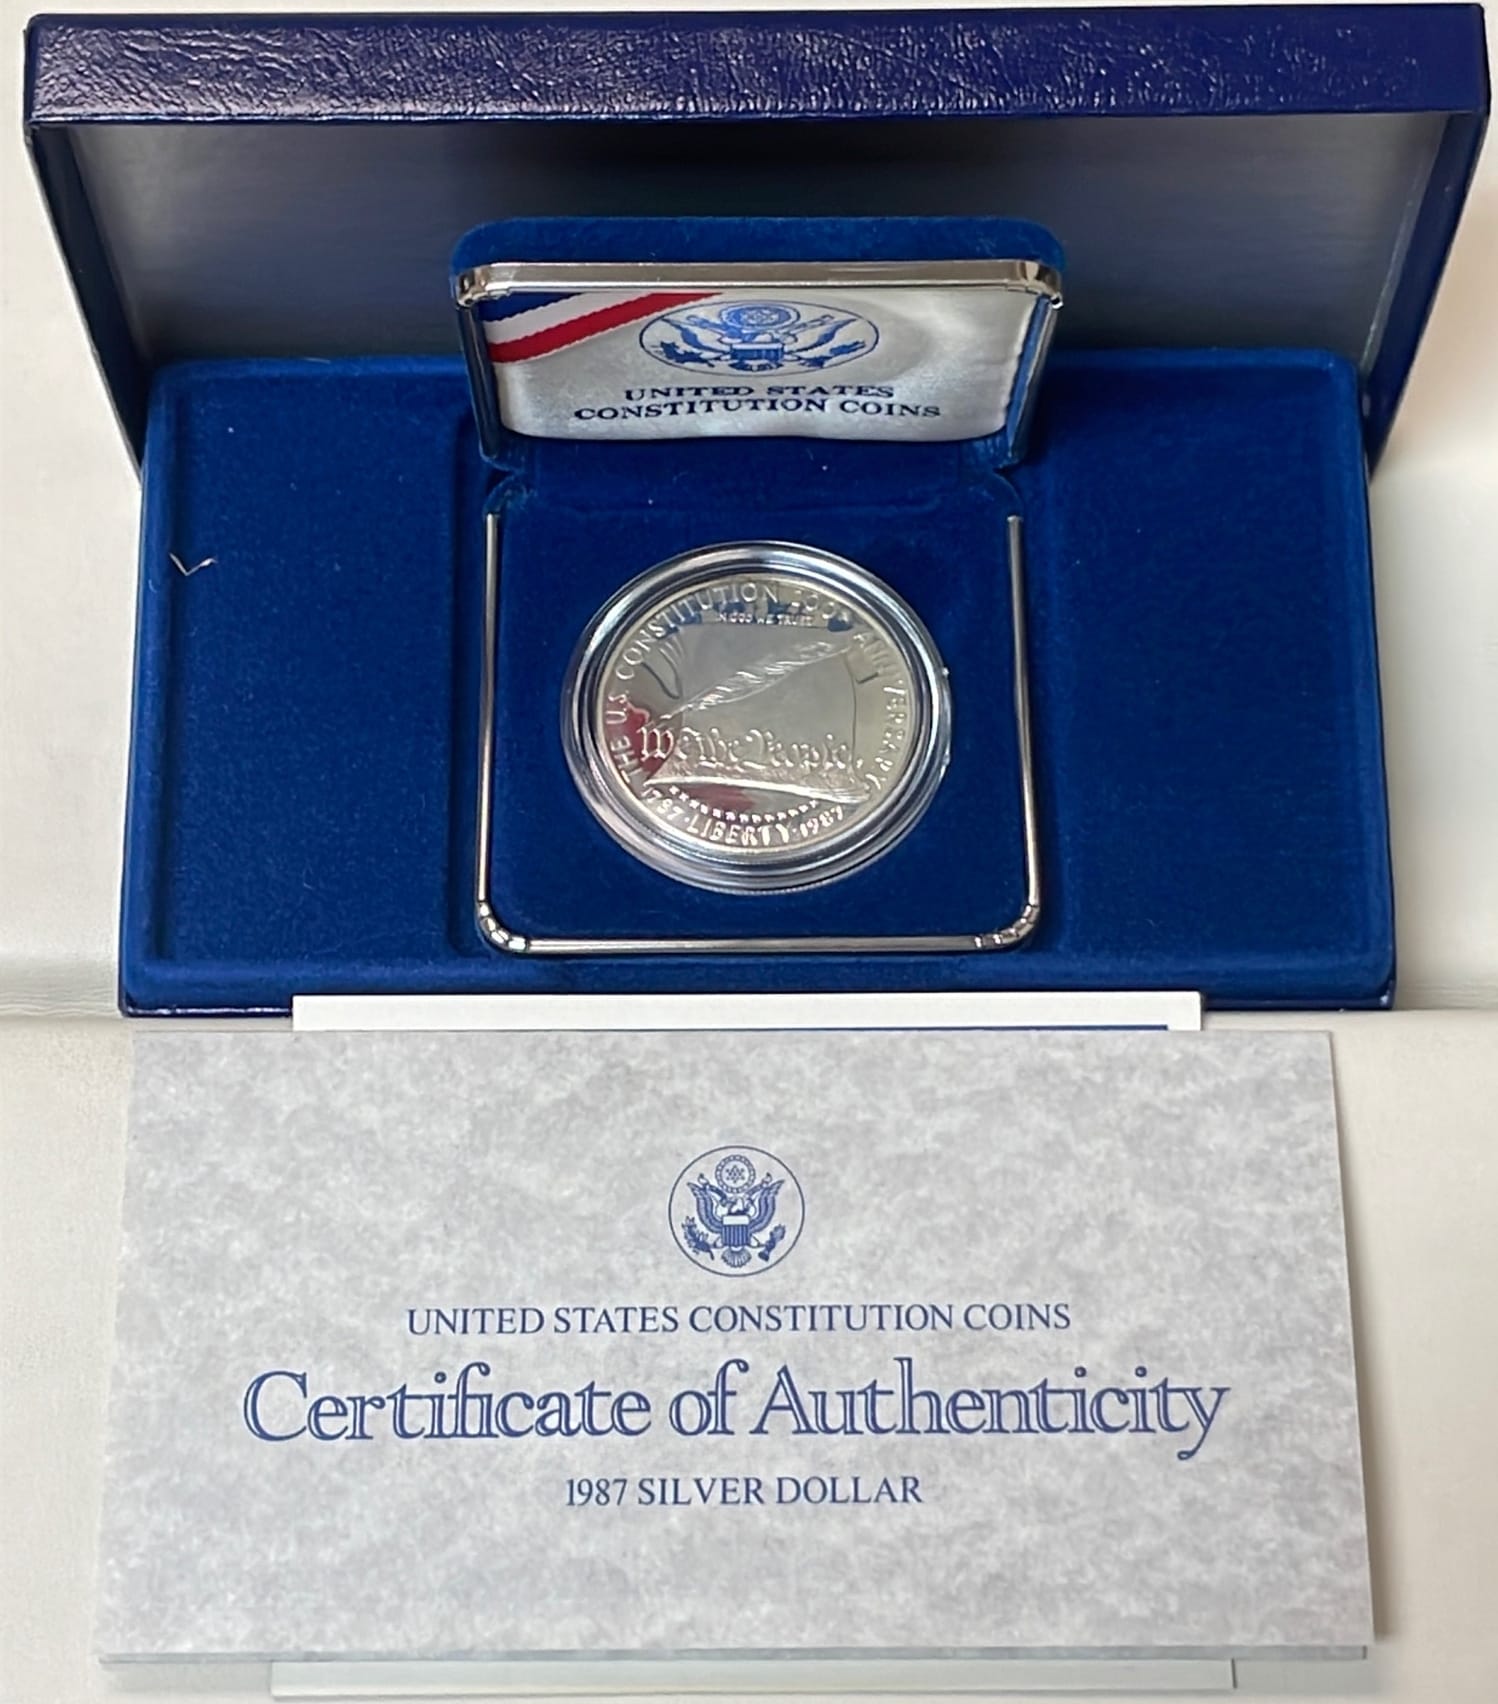 UNITED STATES
CONSTITUTION COINS
THE U.S. CONSTITUTION 200TH ANNIVERSARY
IN GOD WE TRUST
We the People
1787 · LIBERTY · 1987
UNITED STATES CONSTITUTION COINS
Certificate of Authenticity
1987 SILVER DOLLAR